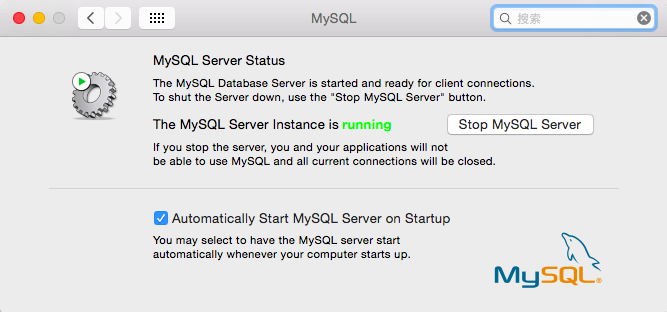 MySQL
搜索
MySQL Server Status
The MySQL Database Server is started and ready for client connections.
To shut the Server down, use the "Stop MySQL Server" button.
The MySQL Server Instance is running
Stop MySQL Server
If you stop the server, you and your applications will not
be able to use MySQL and all current connections will be closed.
Automatically Start MySQL Server on Startup
You may select to have the MySQL server start
automatically whenever your computer starts up.
MySQL®